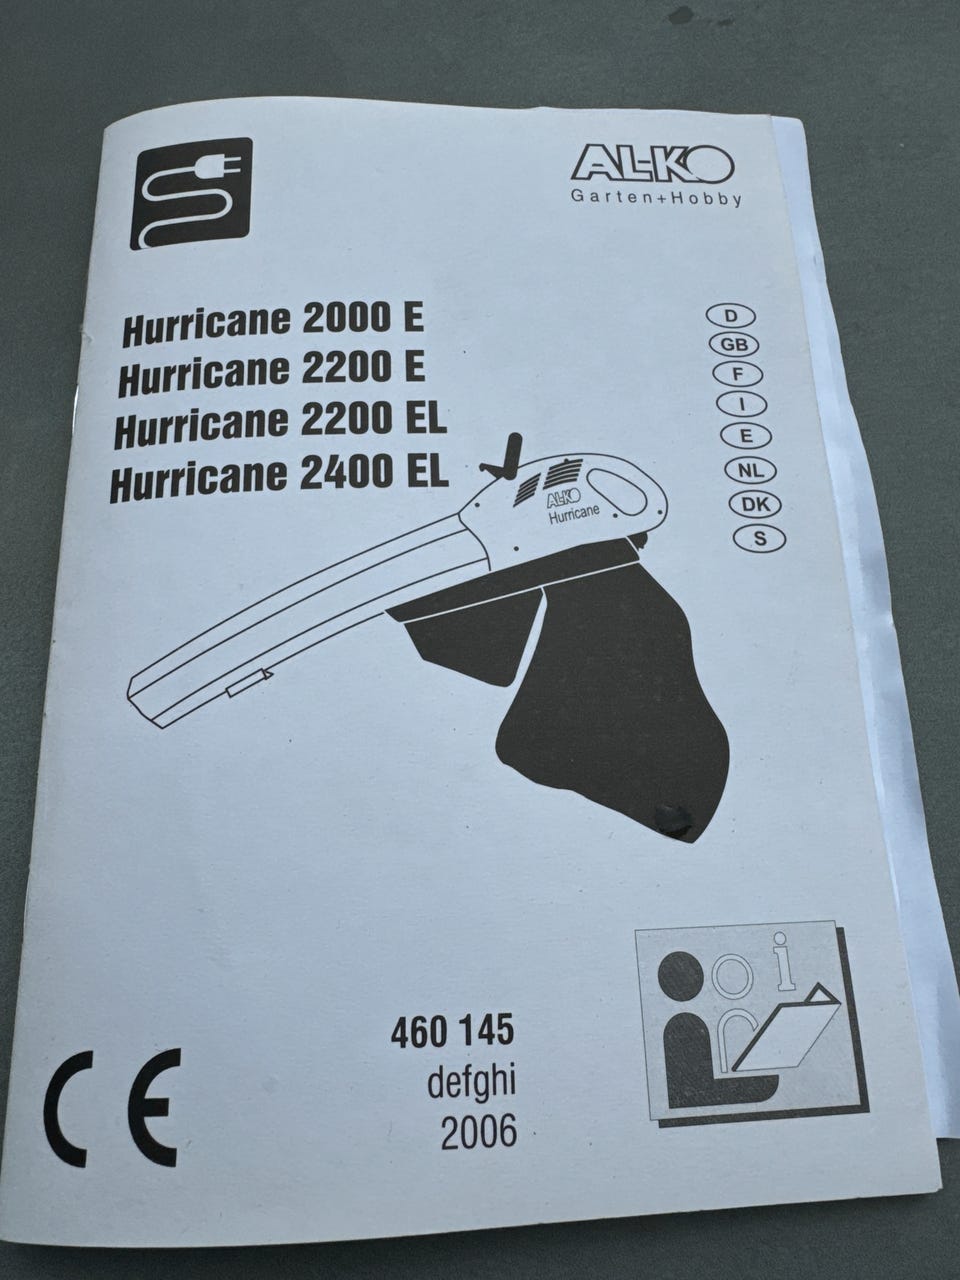 AL-KO
Garten+Hobby
Hurricane 2000 E
Hurricane 2200 E
Hurricane 2200 EL
Hurricane 2400 EL
D
GB
F
I
E
NL
DK
S
AL-KO
Hurricane
i
460 145
defghi
2006
CE